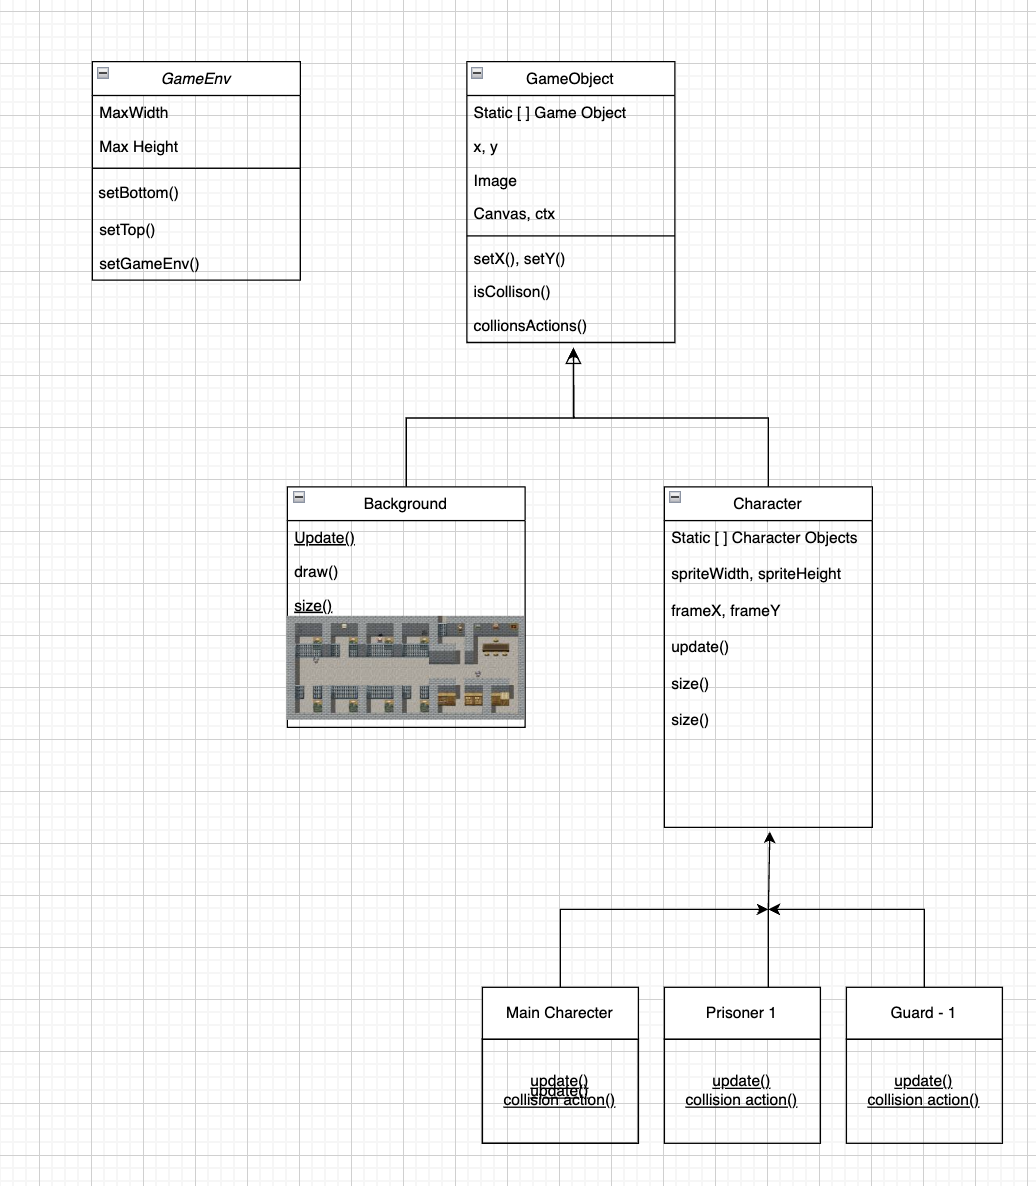 GameEnv
MaxWidth
Max Height
setBottom()
setTop()
setGameEnv()
GameObject
Static [ ] Game Object
x, y
Image
Canvas, ctx
setX(), setY()
isCollison()
collionsActions()
Background
Update()
draw()
size()
Character
Static [ ] Character Objects
spriteWidth, spriteHeight
frameX, frameY
update()
size()
size()
Main Charecter
update()
update()
collision action()
Prisoner 1
update()
collision action()
Guard - 1
update()
collision action()